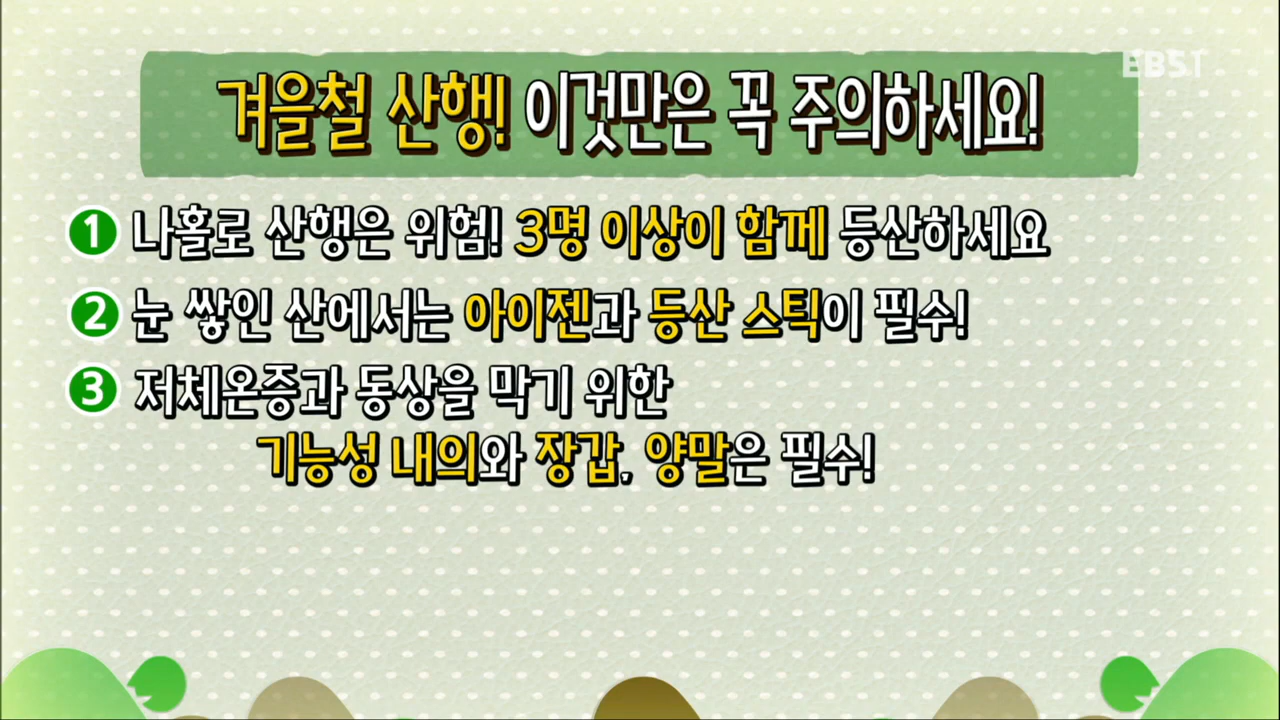 겨울철 산행! 이것만은 꼭 주의하세요!
EBS1
1 나홀로 산행은 위험! 3명 이상이 함께 등산하세요
2 눈 쌓인 산에서는 아이젠과 등산 스틱이 필수!
3 저체온증과 동상을 막기 위한
기능성 내의와 장갑, 양말은 필수!